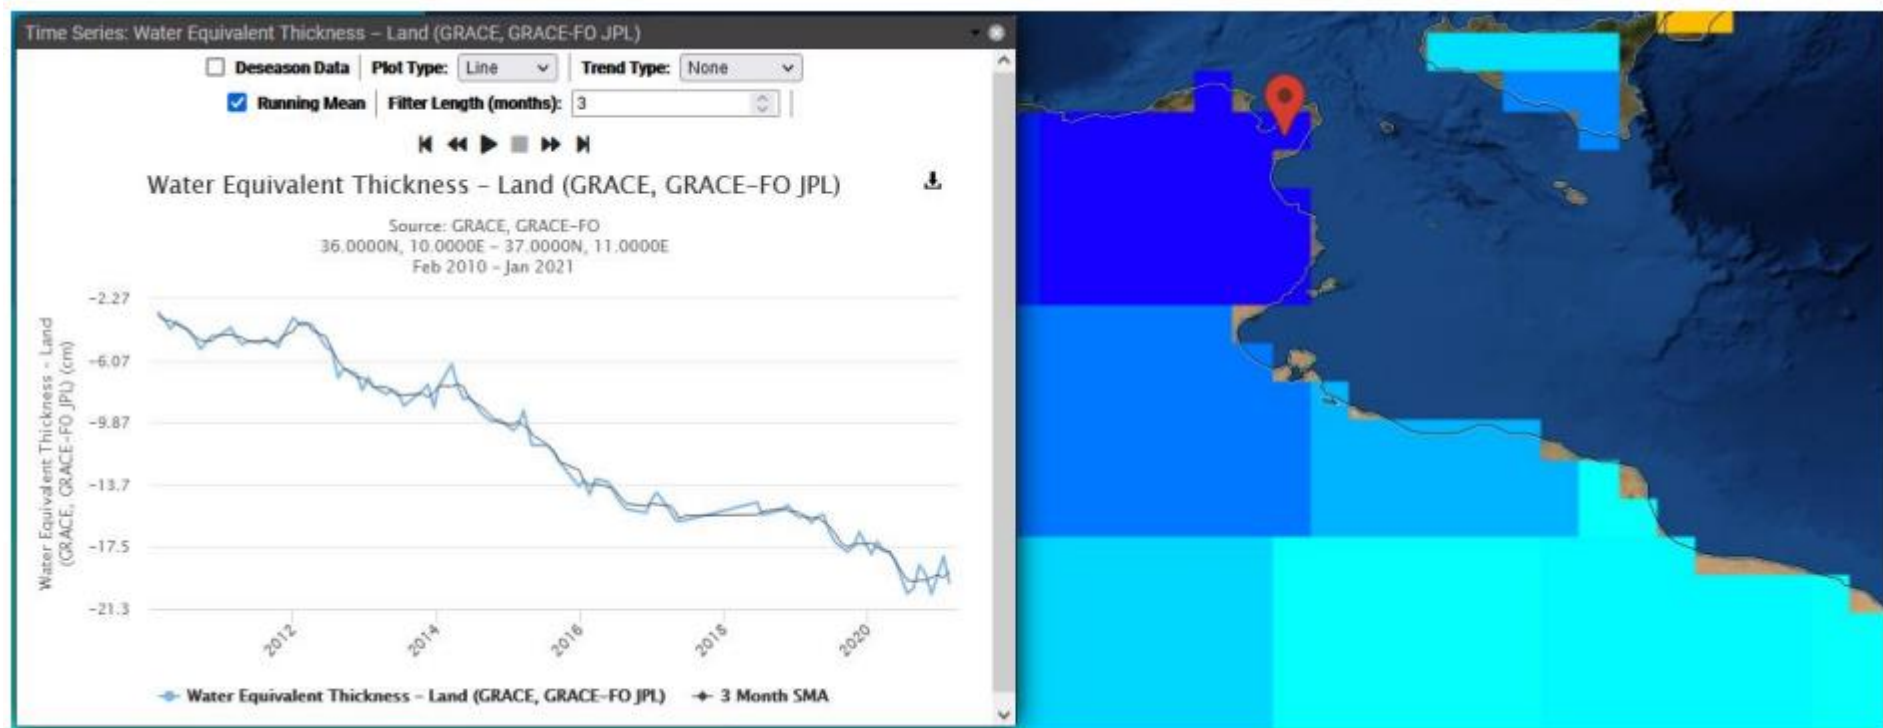 Time Series: Water Equivalent Thickness – Land (GRACE, GRACE-FO JPL)
Deseason Data Plot Type: Line Trend Type: None
Running Mean Filter Length (months): 3
Water Equivalent Thickness – Land (GRACE, GRACE-FO JPL)
Source: GRACE, GRACE-FO
36.0000N, 10.0000E – 37.0000N, 11.0000E
Feb 2010 – Jan 2021
Water Equivalent Thickness – Land
(GRACE, GRACE-FO JPL) (cm)
-2.27
-6.07
-9.87
-13.7
-17.5
-21.3
2012 2014 2016 2018 2020
Water Equivalent Thickness – Land (GRACE, GRACE-FO JPL) 3 Month SMA